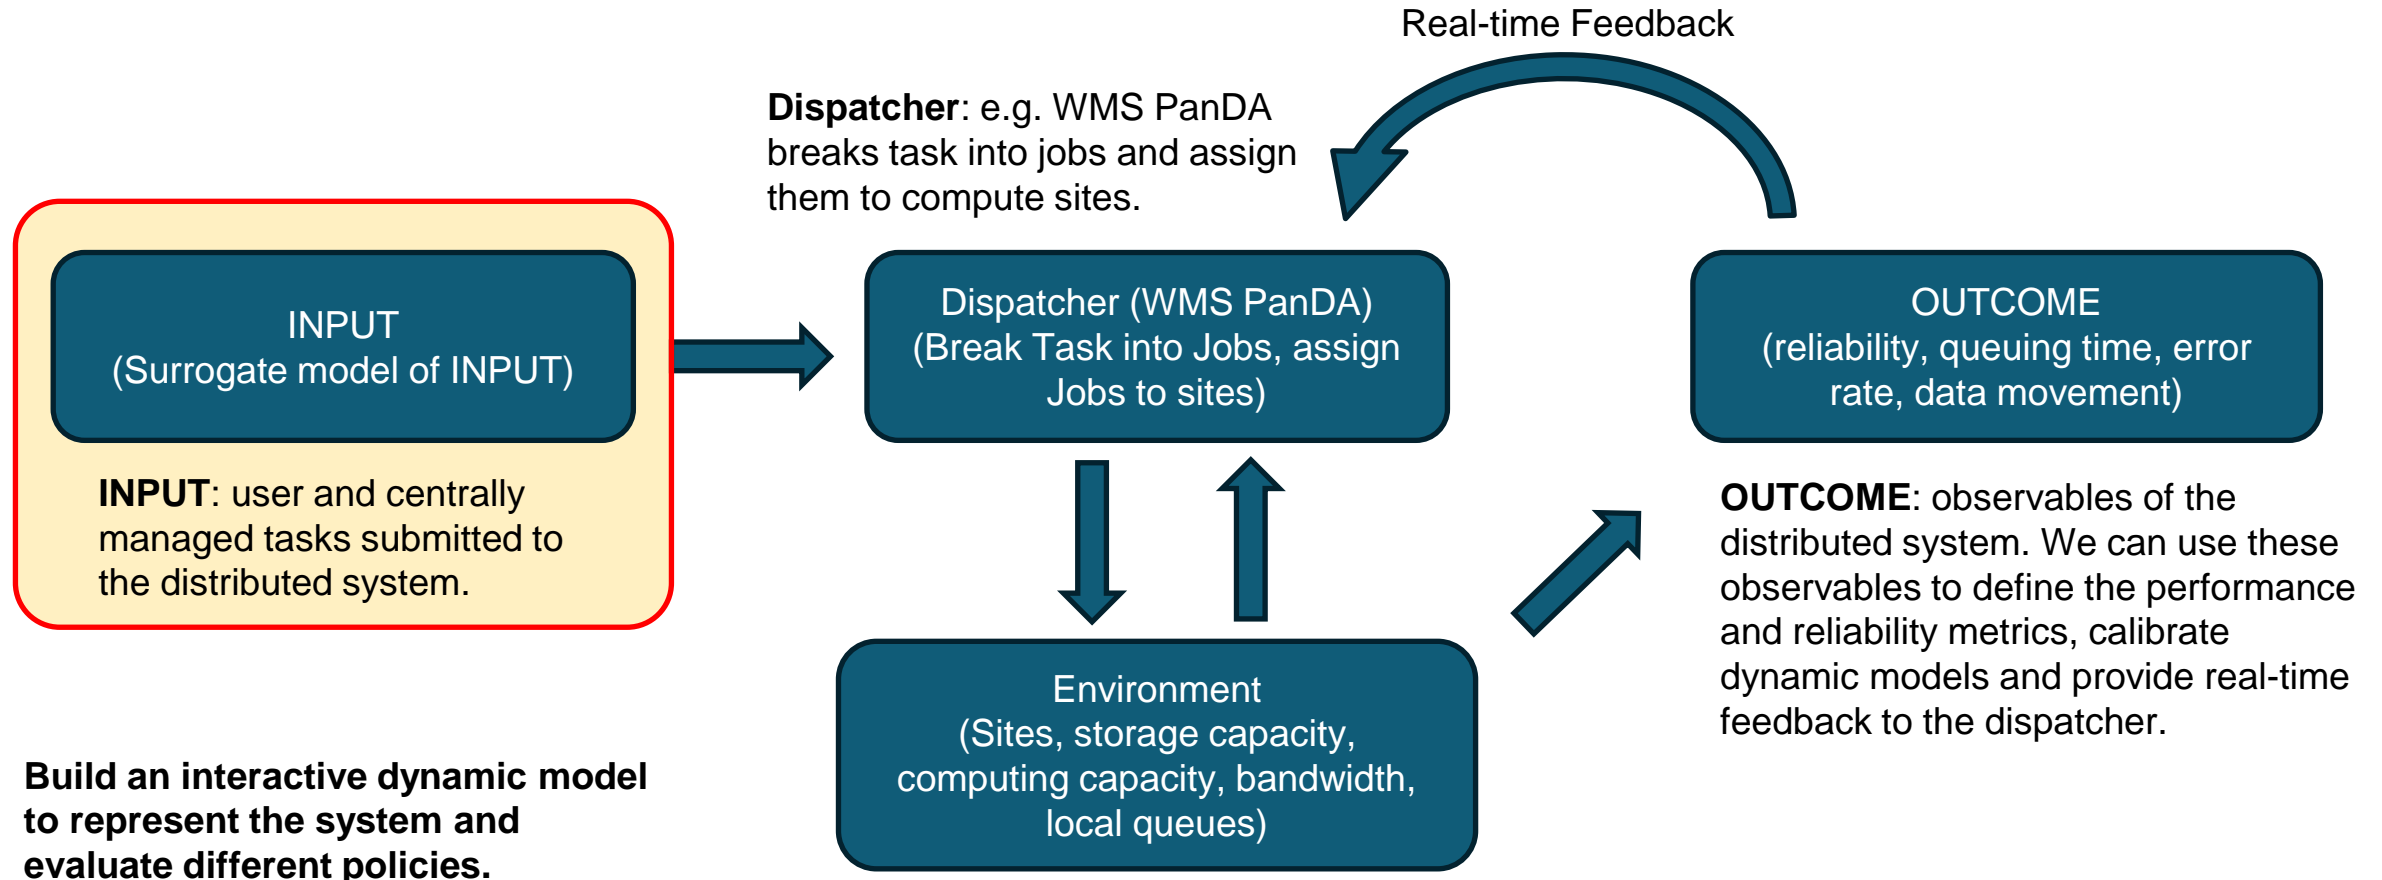 Real-time Feedback
Dispatcher: e.g. WMS PanDA
breaks task into jobs and assign
them to compute sites.
INPUT
(Surrogate model of INPUT)
INPUT: user and centrally
managed tasks submitted to
the distributed system.
Dispatcher (WMS PanDA)
(Break Task into Jobs, assign
Jobs to sites)
OUTCOME
(reliability, queuing time, error
rate, data movement)
OUTCOME: observables of the
distributed system. We can use these
observables to define the performance
and reliability metrics, calibrate
dynamic models and provide real-time
feedback to the dispatcher.
Environment
(Sites, storage capacity,
computing capacity, bandwidth,
local queues)
Build an interactive dynamic model
to represent the system and
evaluate different policies.